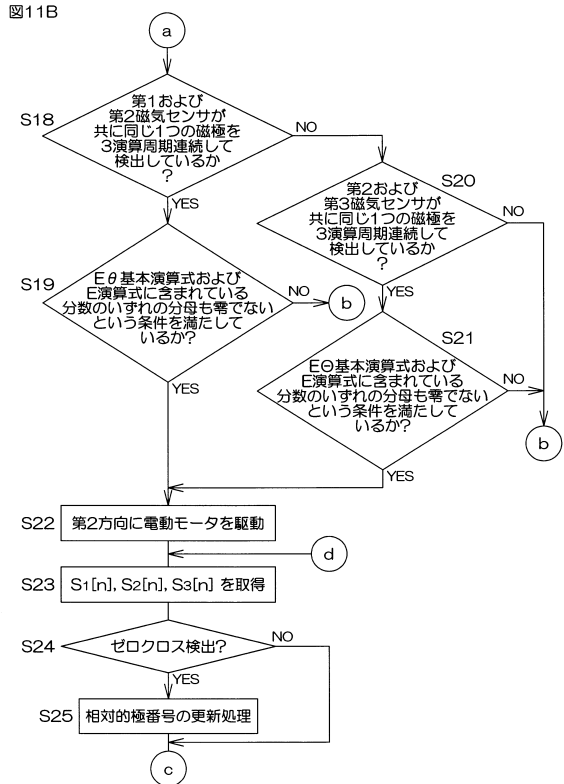 図11B
a
S18
第1および
第2磁気センサが
共に同じ1つの磁極を
3演算周期連続して
検出しているか
?
NO
YES
S20
第2および
第3磁気センサが
共に同じ1つの磁極を
3演算周期連続して
検出しているか
?
NO
YES
S19
Eθ基本演算式および
E演算式に含まれている
分数のいずれの分母も零でない
という条件を満たして
いるか?
NO
b
YES
S21
EΘ基本演算式および
E演算式に含まれている
分数のいずれの分母も零でない
という条件を満たして
いるか?
NO
b
YES
S22
第2方向に電動モータを駆動
d
S23
S1[n], S2[n], S3[n] を取得
S24
ゼロクロス検出?
NO
YES
S25
相対的極番号の更新処理
c